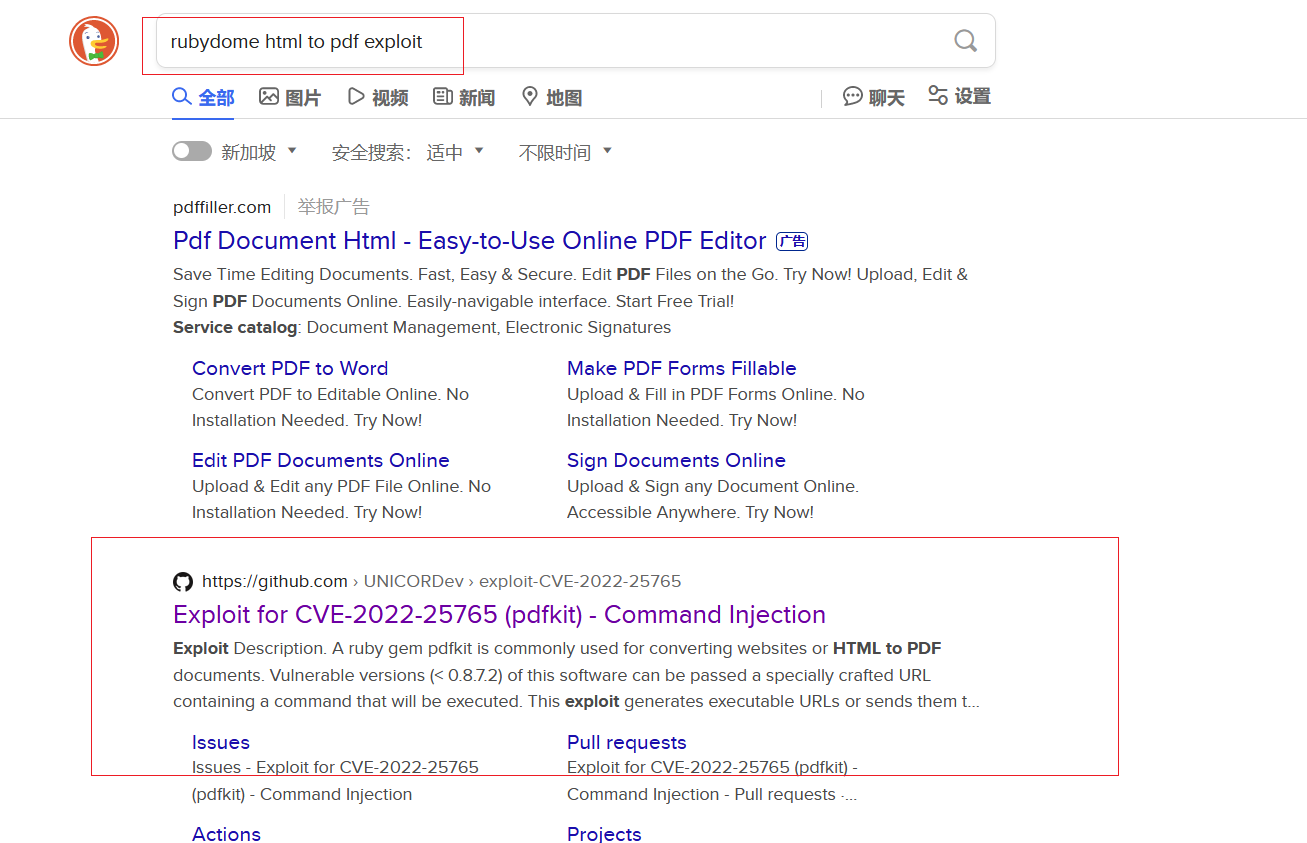 rubydome html to pdf exploit
全部 图片 视频 新闻 地图 聊天 设置
新加坡 安全搜索： 适中 不限时间
pdffiller.com 举报广告
Pdf Document Html - Easy-to-Use Online PDF Editor 广告
Save Time Editing Documents. Fast, Easy & Secure. Edit PDF Files on the Go. Try Now! Upload, Edit &
Sign PDF Documents Online. Easily-navigable interface. Start Free Trial!
Service catalog: Document Management, Electronic Signatures
Convert PDF to Word
Convert PDF to Editable Online. No
Installation Needed. Try Now!
Make PDF Forms Fillable
Upload & Fill in PDF Forms Online. No
Installation Needed. Try Now!
Edit PDF Documents Online
Upload & Edit any PDF File Online. No
Installation Needed. Try Now!
Sign Documents Online
Upload & Sign any Document Online.
Accessible Anywhere. Try Now!
https://github.com › UNICORDev › exploit-CVE-2022-25765
Exploit for CVE-2022-25765 (pdfkit) - Command Injection
Exploit Description. A ruby gem pdfkit is commonly used for converting websites or HTML to PDF
documents. Vulnerable versions (< 0.8.7.2) of this software can be passed a specially crafted URL
containing a command that will be executed. This exploit generates executable URLs or sends them t...
Issues
Issues - Exploit for CVE-2022-25765
(pdfkit) - Command Injection
Pull requests
Exploit for CVE-2022-25765 (pdfkit) -
Command Injection - Pull requests ·...
Actions
Projects